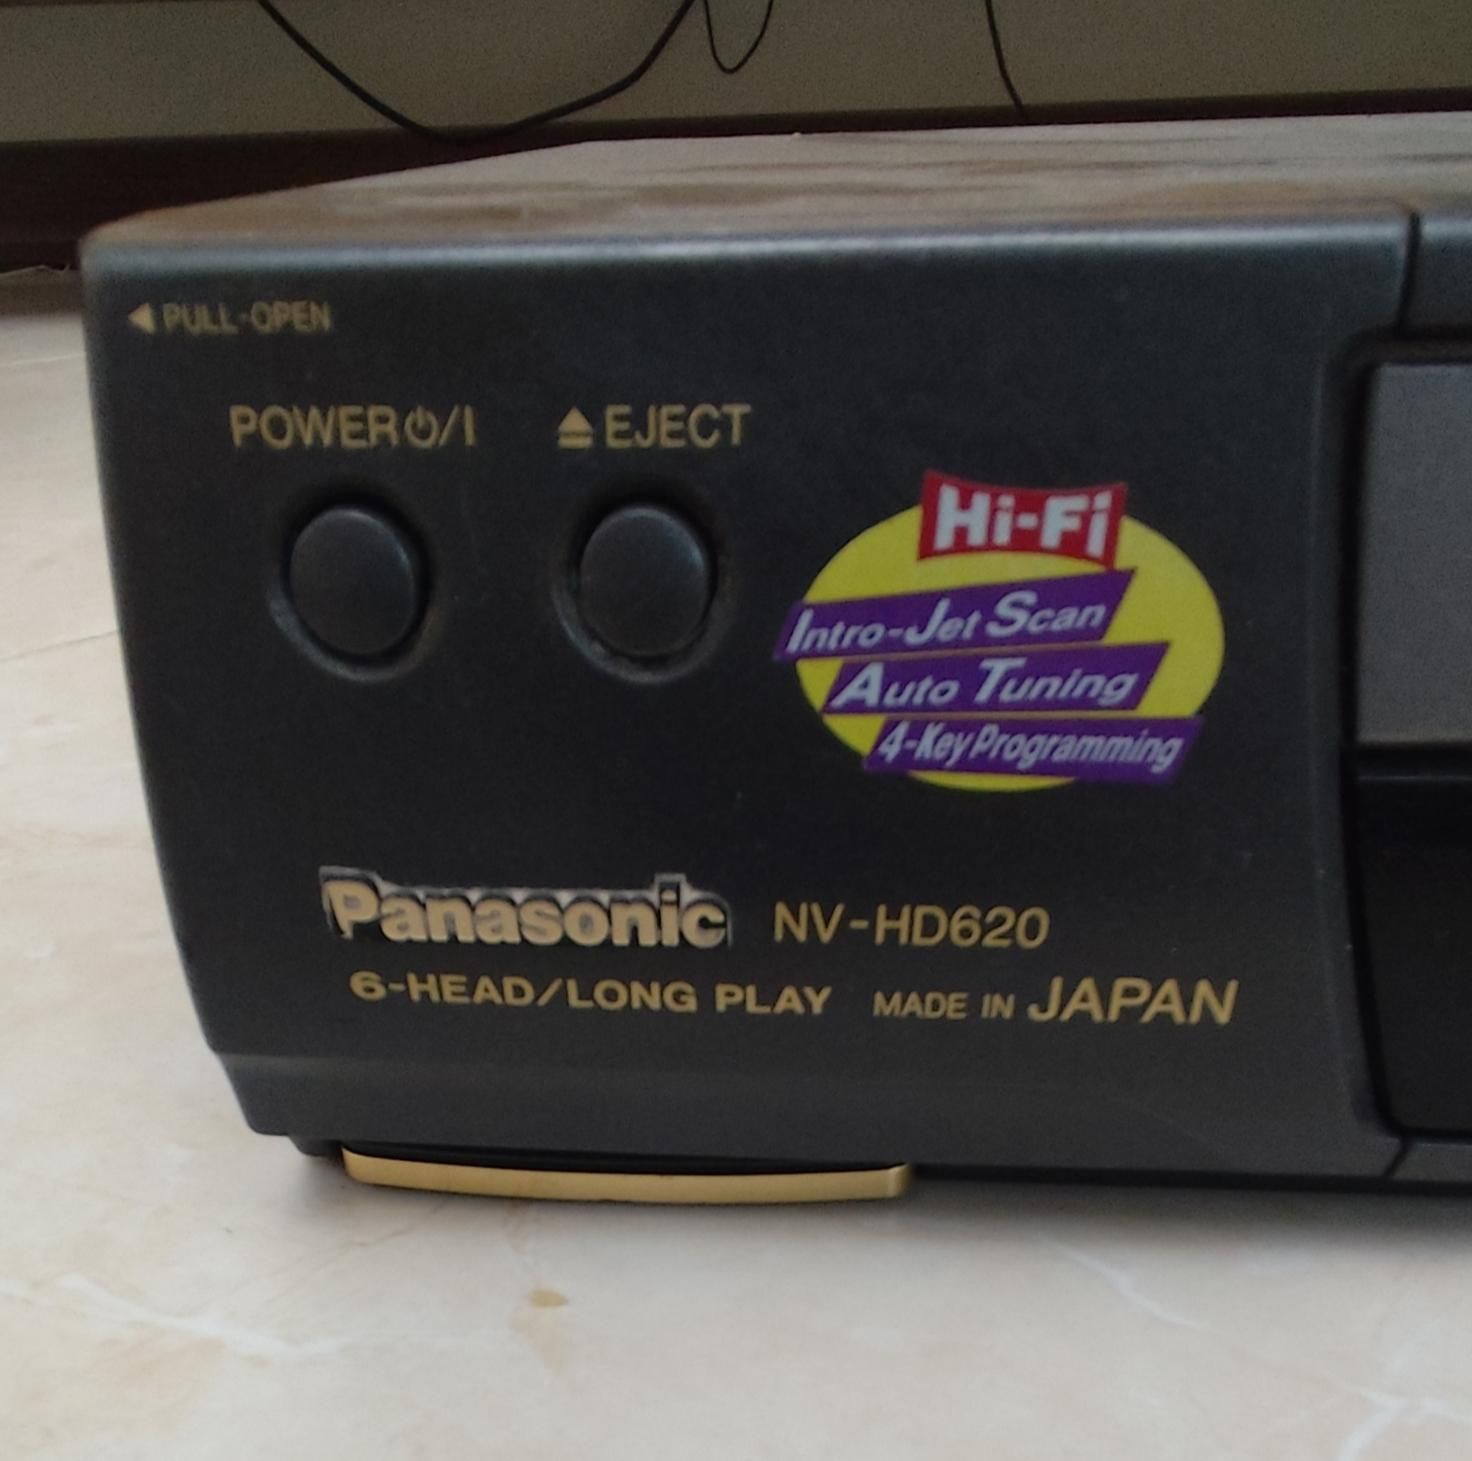 ◀ PULL-OPEN
POWER ⏻/I
⏏ EJECT
Hi-Fi
Intro-Jet Scan
Auto Tuning
4-Key Programming
Panasonic NV-HD620
6-HEAD/LONG PLAY MADE IN JAPAN